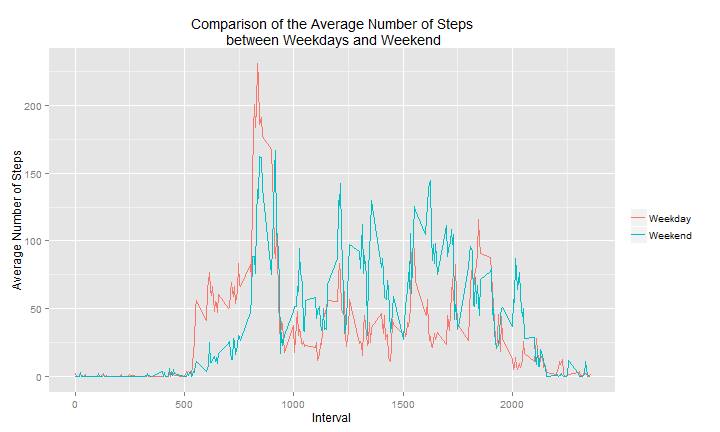 Comparison of the Average Number of Steps
between Weekdays and Weekend
Average Number of Steps
200
150
100
50
0
0
500
1000
1500
2000
Interval
Weekday
Weekend